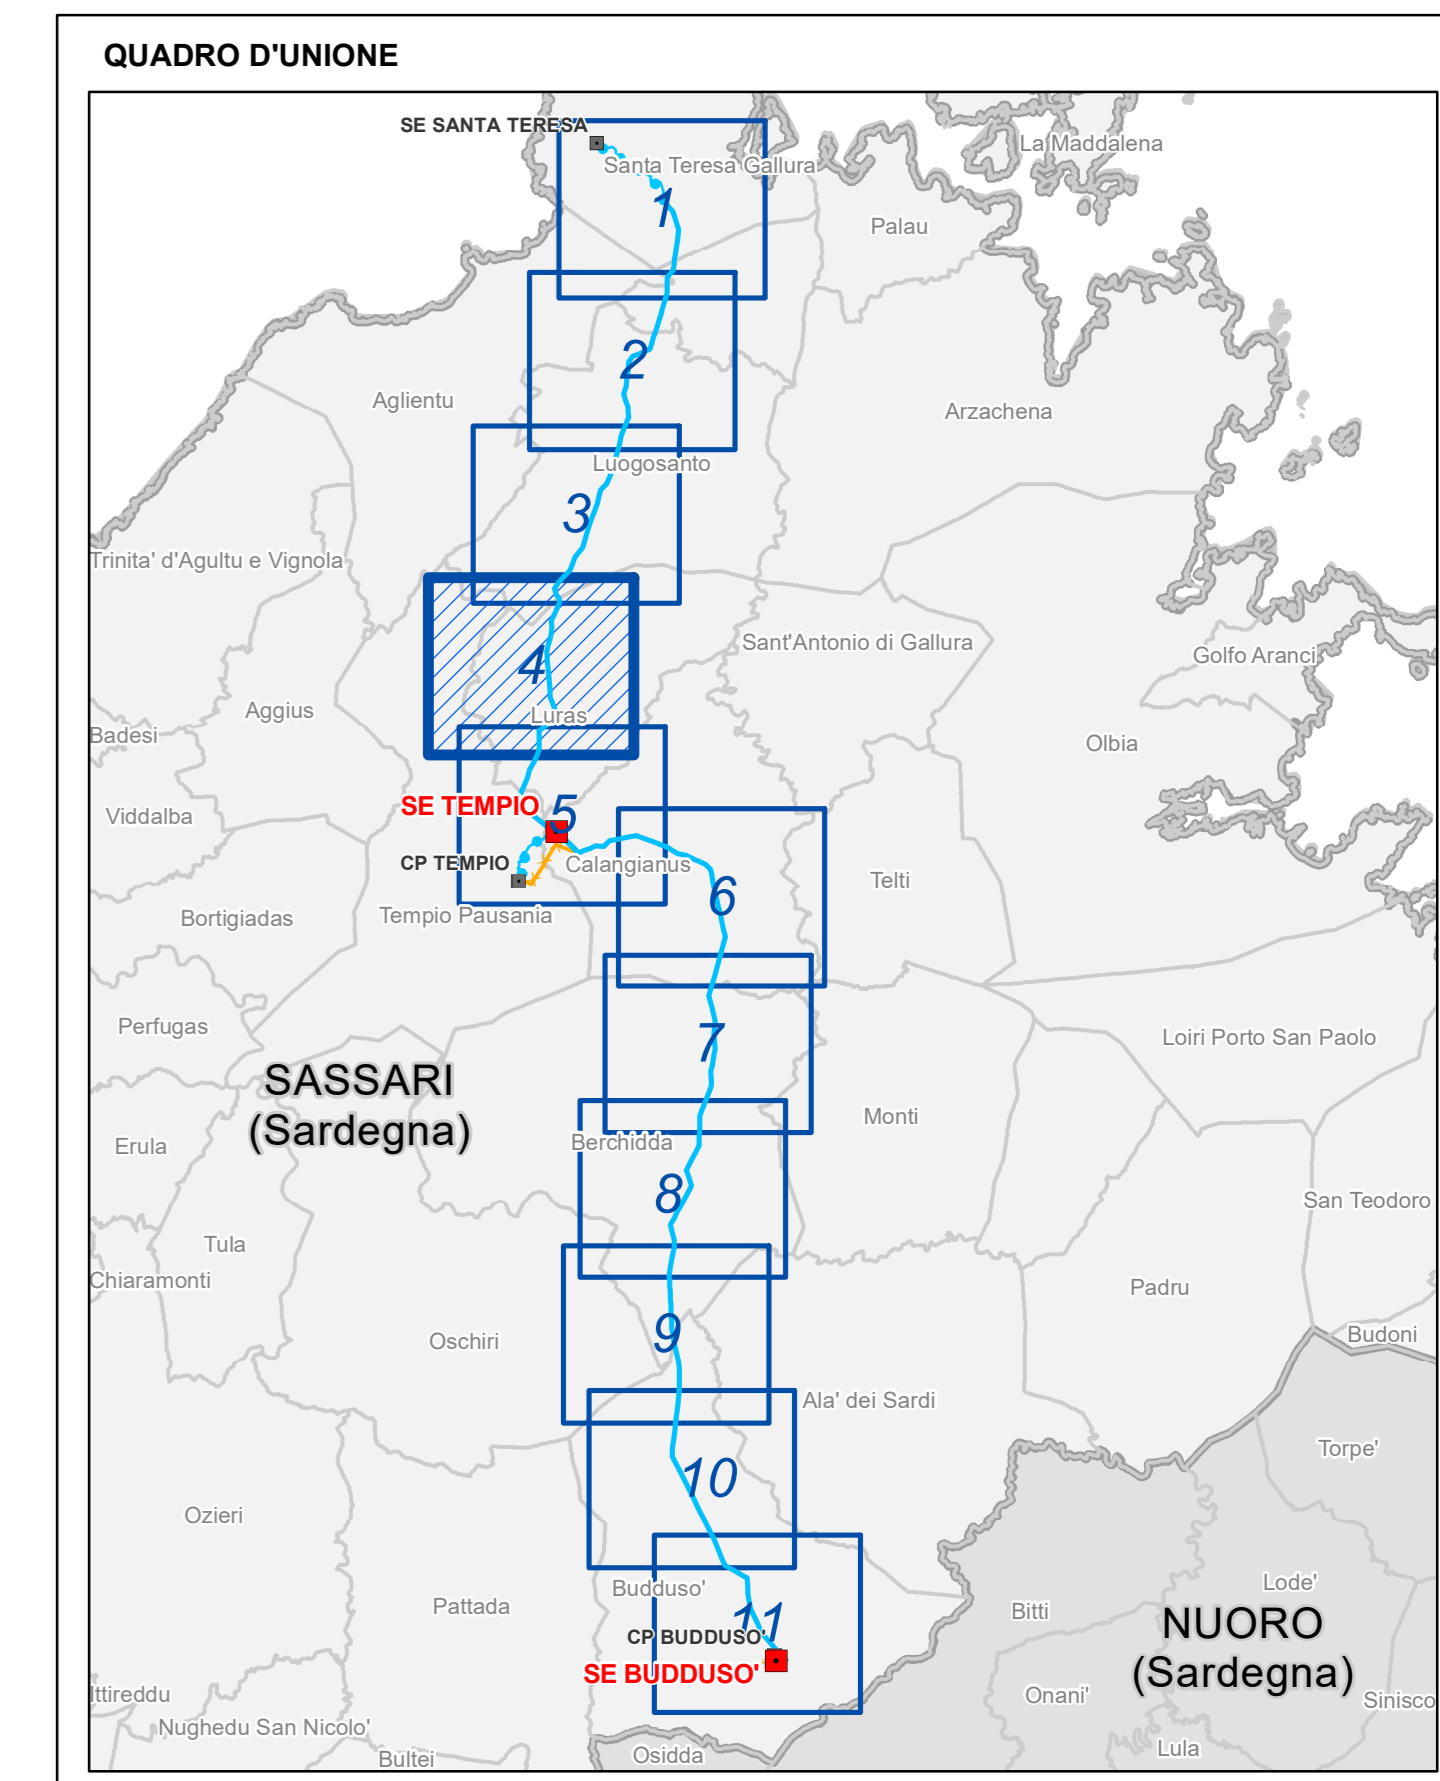 QUADRO D'UNIONE
SE SANTA TERESA
La Maddalena
Santa Teresa Gallura
1
Palau
2
Aglientu
Arzachena
Luogosanto
3
Trinita' d'Agultu e Vignola
Sant'Antonio di Gallura
Golfo Aranci
4
Aggius
Luras
Badesi
Olbia
SE TEMPIO
5
Viddalba
CP TEMPIO
Calangianus
Telti
6
Tempio Pausania
Bortigiadas
Perfugas
Loiri Porto San Paolo
7
SASSARI
(Sardegna)
Monti
Erula
Berchidda
8
San Teodoro
Tula
Chiaramonti
Padru
9
Oschiri
Budoni
Ala' dei Sardi
Torpe'
10
Ozieri
Lode'
Budduso'
Pattada
Bitti
11
NUORO
(Sardegna)
CP BUDDUSO'
SE BUDDUSO'
Ittireddu
Onani'
Sinisco
Nughedu San Nicolo'
Bultei
Osidda
Lula